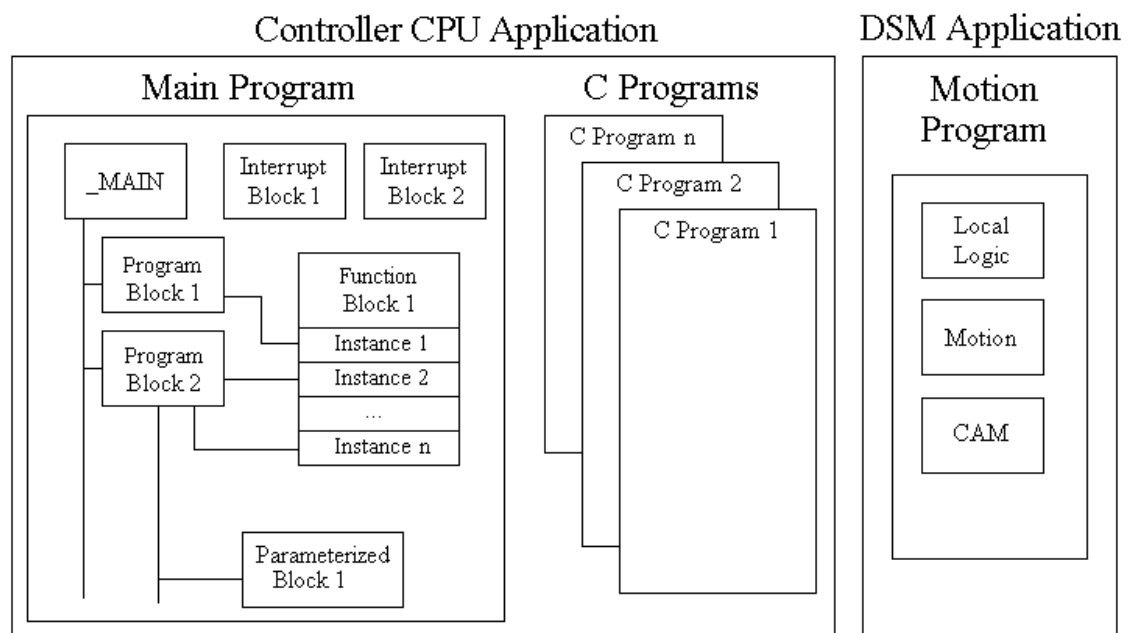 Controller CPU Application
DSM Application
Main Program
C Programs
Motion
Program
_MAIN
Interrupt
Block 1
Interrupt
Block 2
Program
Block 1
Function
Block 1
Instance 1
Program
Block 2
Instance 2
...
Instance n
Parameterized
Block 1
C Program n
C Program 2
C Program 1
Local
Logic
Motion
CAM